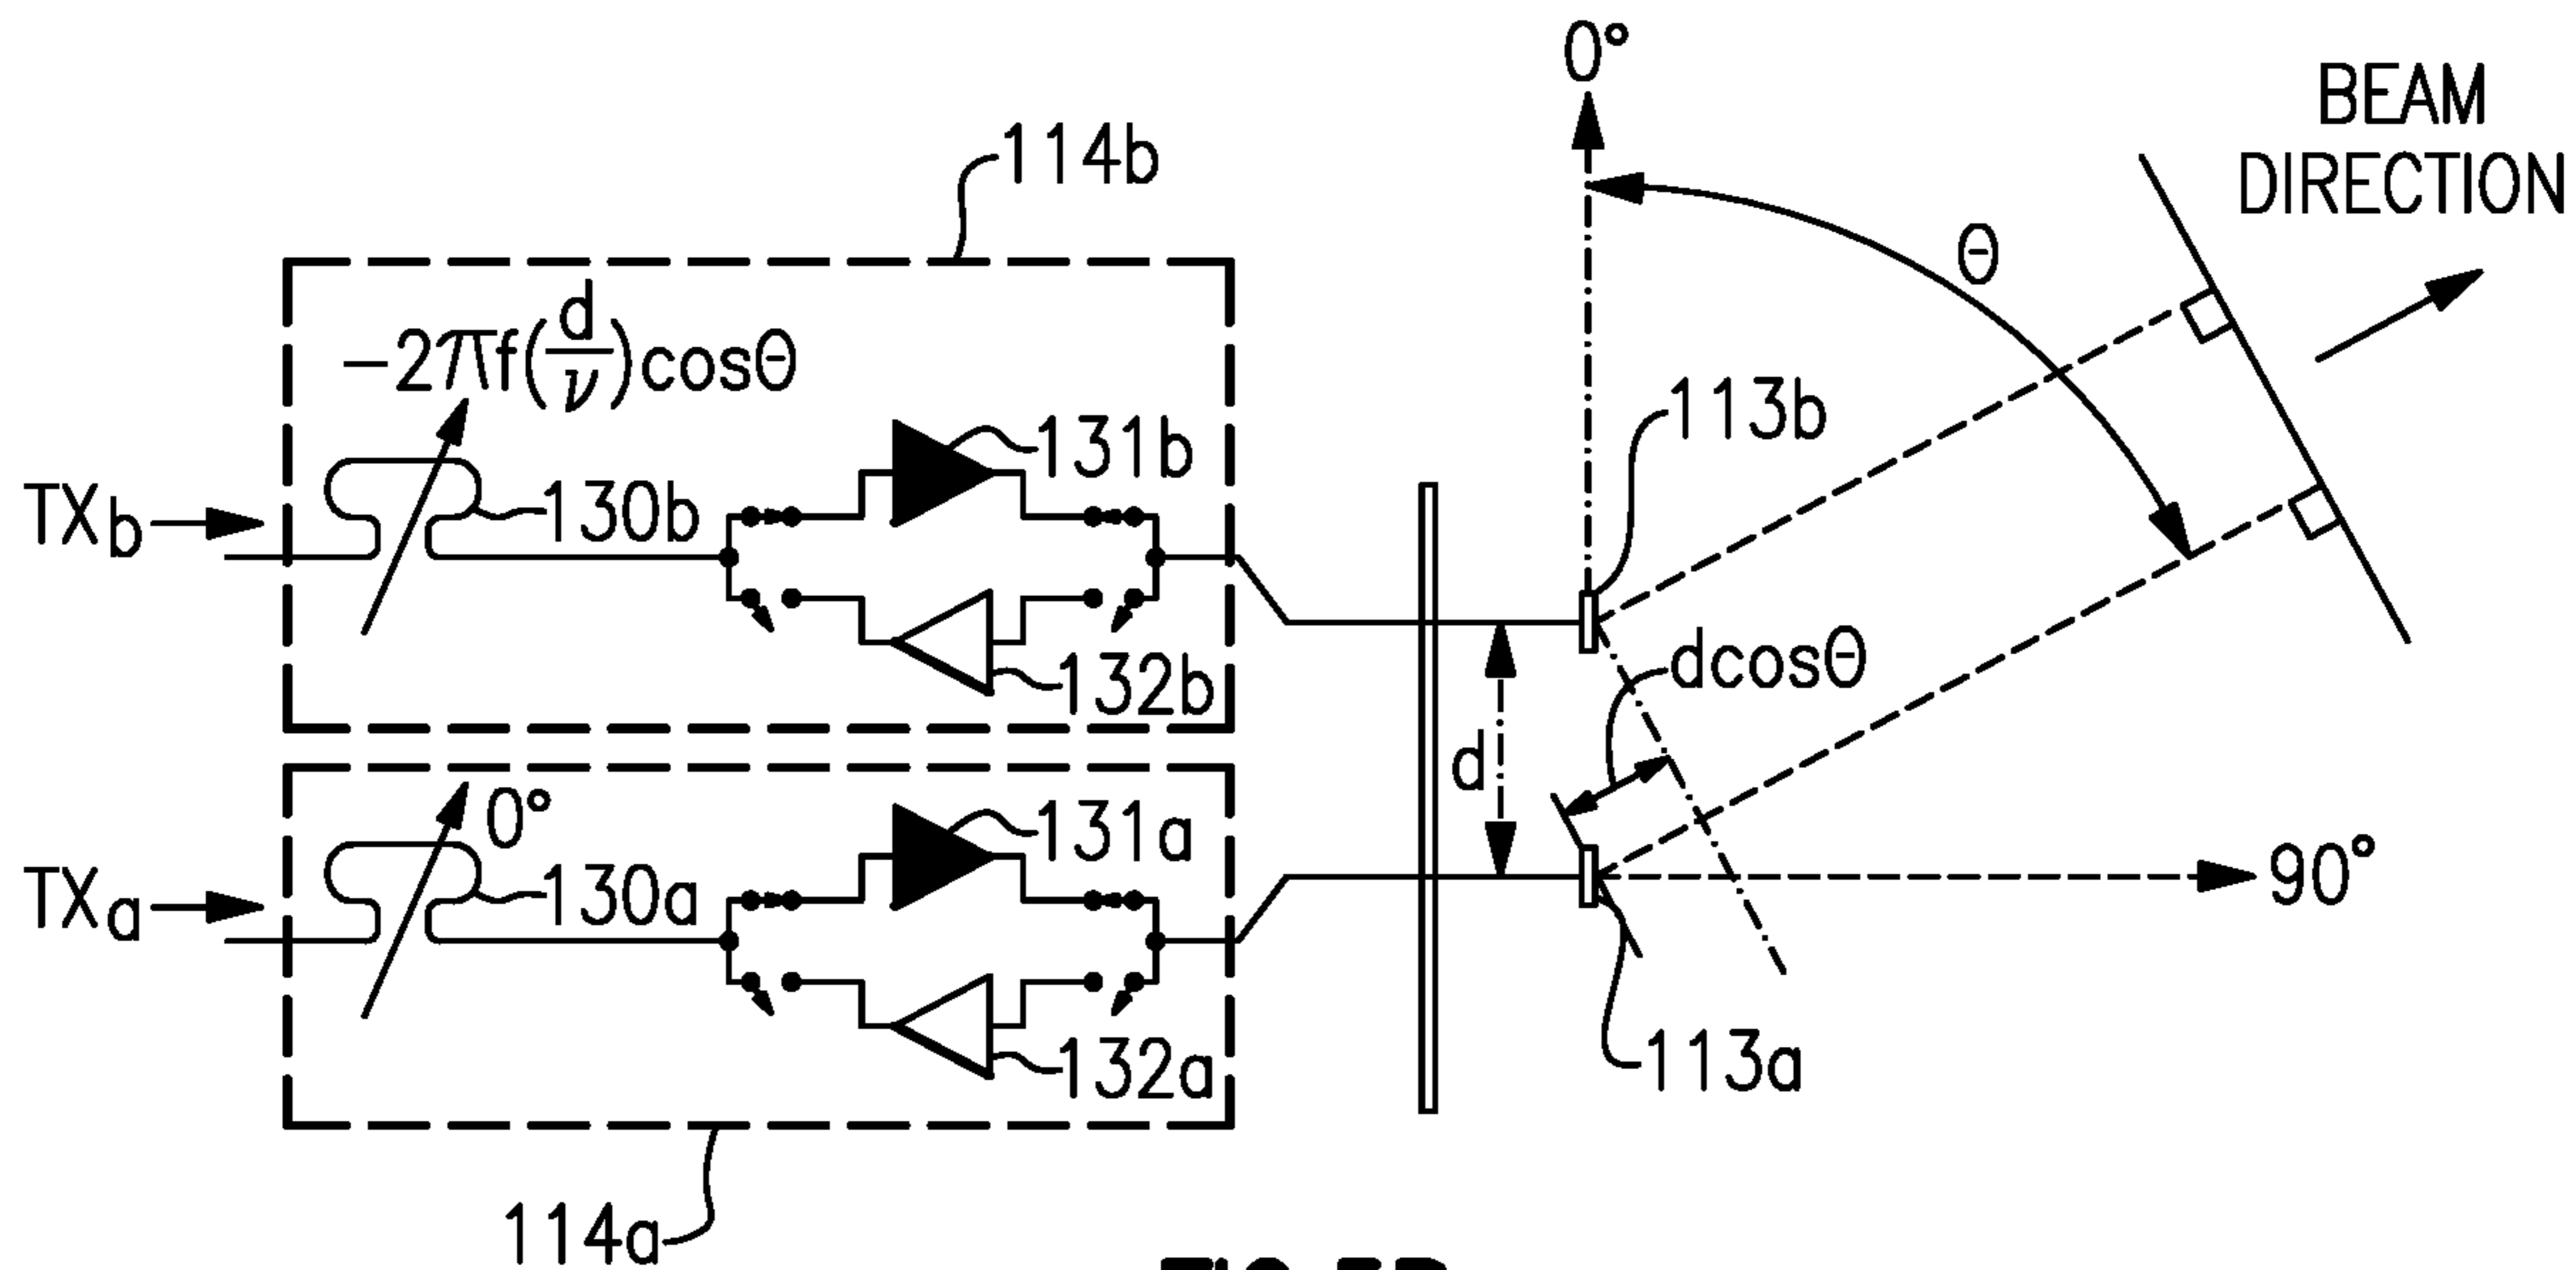 0°
BEAM
DIRECTION
114b
θ
−2πf(d/ν)cosθ
113b
131b
TXb
130b
dcosθ
132b
d
0°
131a
TXa
130a
90°
132a
113a
114a